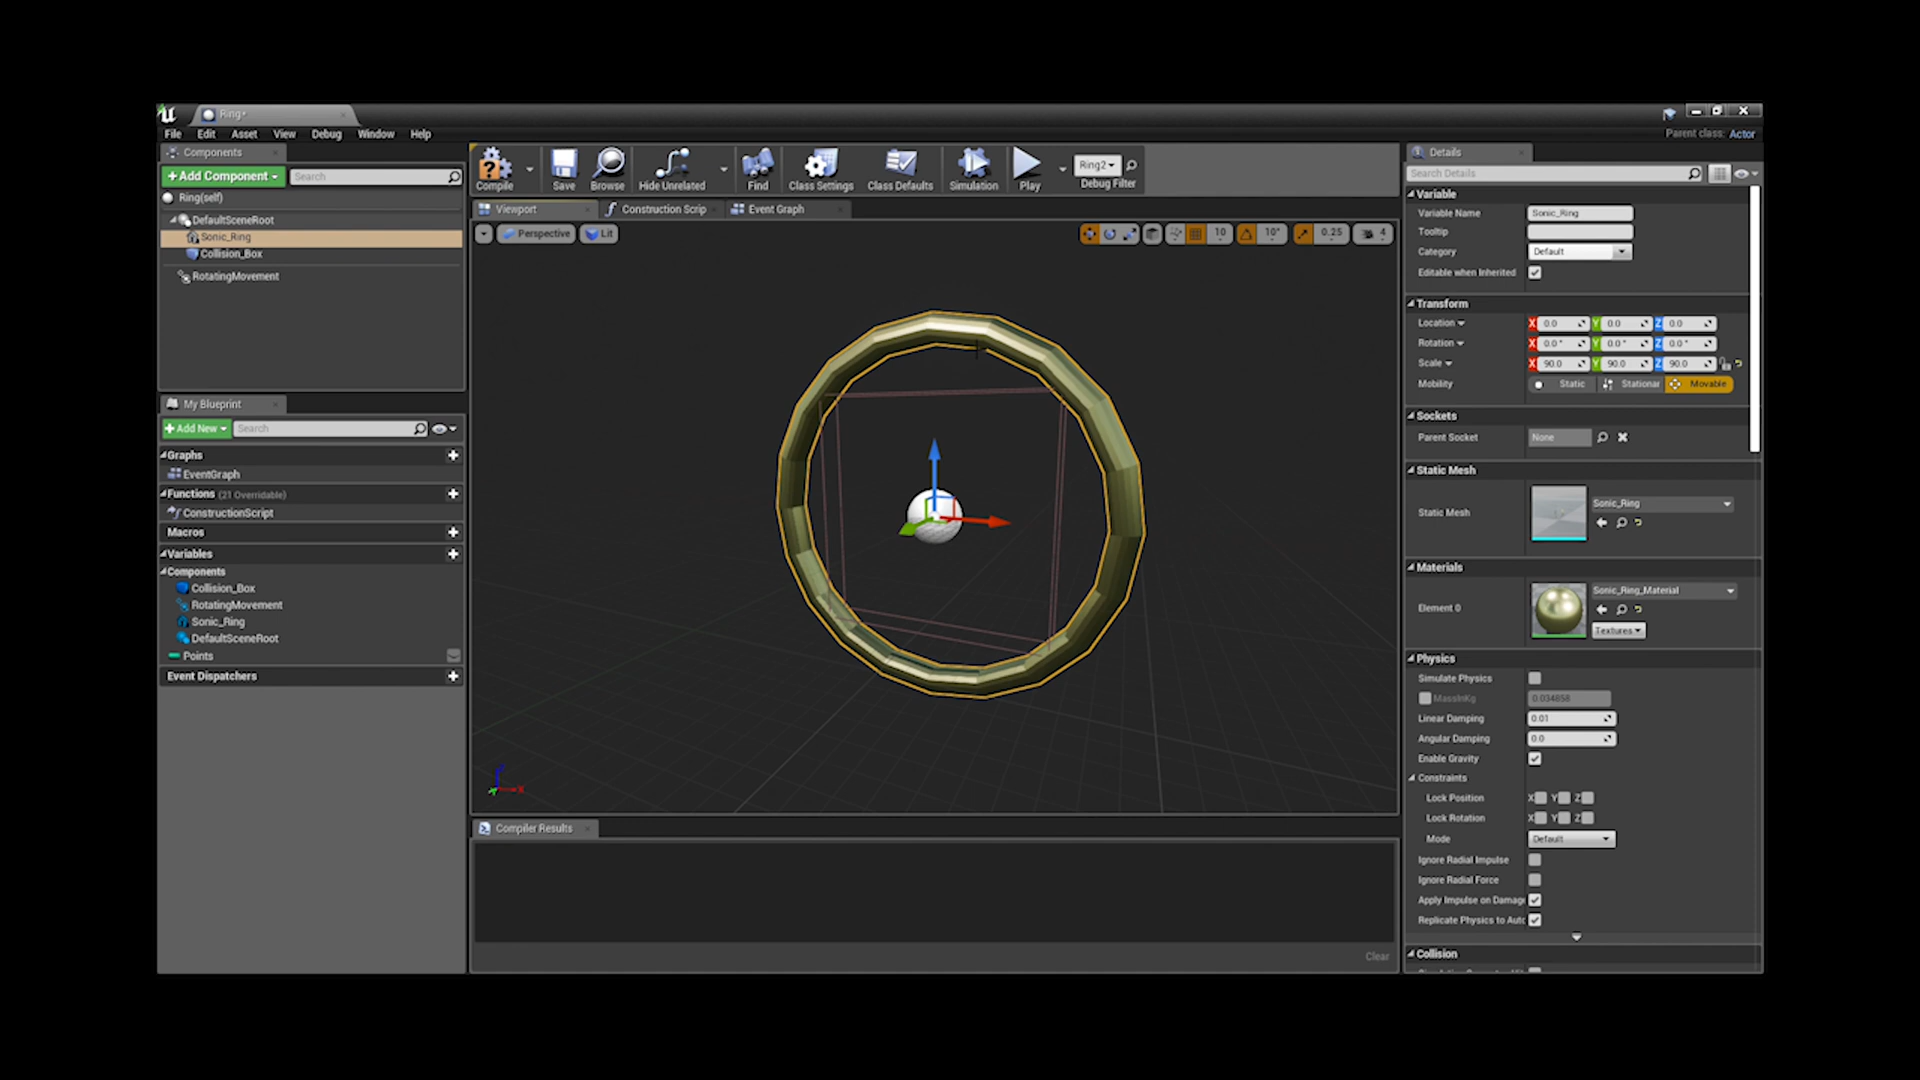 Ring*
File Edit Asset View Debug Window Help
Parent class: Actor
Components
+Add Component
Search
Ring(self)
DefaultSceneRoot
Sonic_Ring
Collision_Box
RotatingMovement
My Blueprint
+Add New
Search
Graphs
EventGraph
Functions (21 Overridable)
ConstructionScript
Macros
Variables
Components
Collision_Box
RotatingMovement
Sonic_Ring
DefaultSceneRoot
Points
Event Dispatchers
Compile
Save
Browse
Hide Unrelated
Find
Class Settings
Class Defaults
Simulation
Play
Ring2
Debug Filter
Viewport
Construction Scrip
Event Graph
Perspective
Lit
10
10°
0.25
4
Z
X
Compiler Results
Clear
Details
Search Details
Variable
Variable Name Sonic_Ring
Tooltip
Category Default
Editable when Inherited
Transform
Location X 0.0 Y 0.0 Z 0.0
Rotation X 0.0° Y 0.0° Z 0.0°
Scale X 90.0 Y 90.0 Z 90.0
Mobility Static Stationar Movable
Sockets
Parent Socket None
Static Mesh
Static Mesh Sonic_Ring
Materials
Element 0 Sonic_Ring_Material
Textures
Physics
Simulate Physics
MassInKg 0.034858
Linear Damping 0.01
Angular Damping 0.0
Enable Gravity
Constraints
Lock Position X Y Z
Lock Rotation X Y Z
Mode Default
Ignore Radial Impulse
Ignore Radial Force
Apply Impulse on Damag
Replicate Physics to Auto
Collision